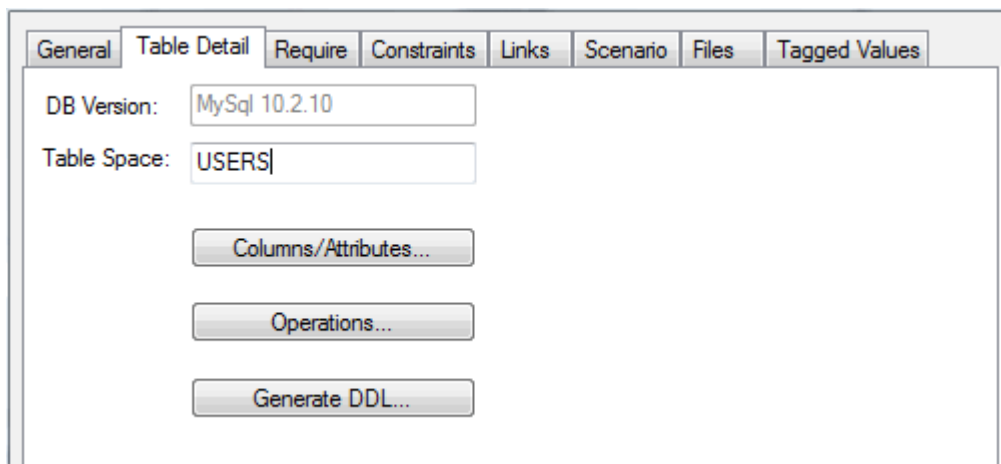 General Table Detail Require Constraints Links Scenario Files Tagged Values
DB Version: MySql 10.2.10
Table Space: USERS
Columns/Attributes...
Operations...
Generate DDL...